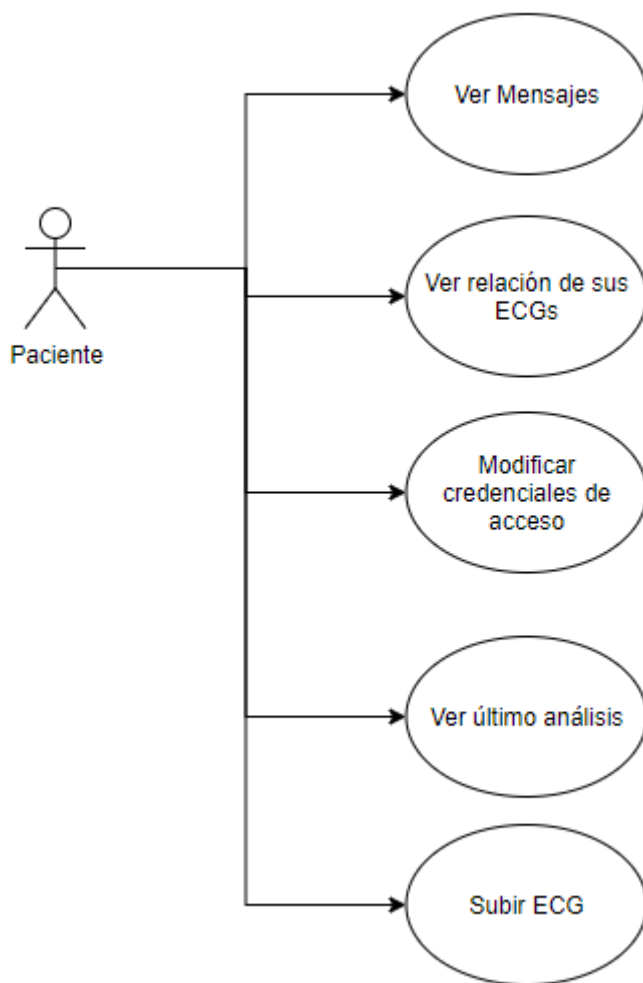 Ver Mensajes
Ver relación de sus
ECGs
Paciente
Modificar
credenciales de
acceso
Ver último análisis
Subir ECG